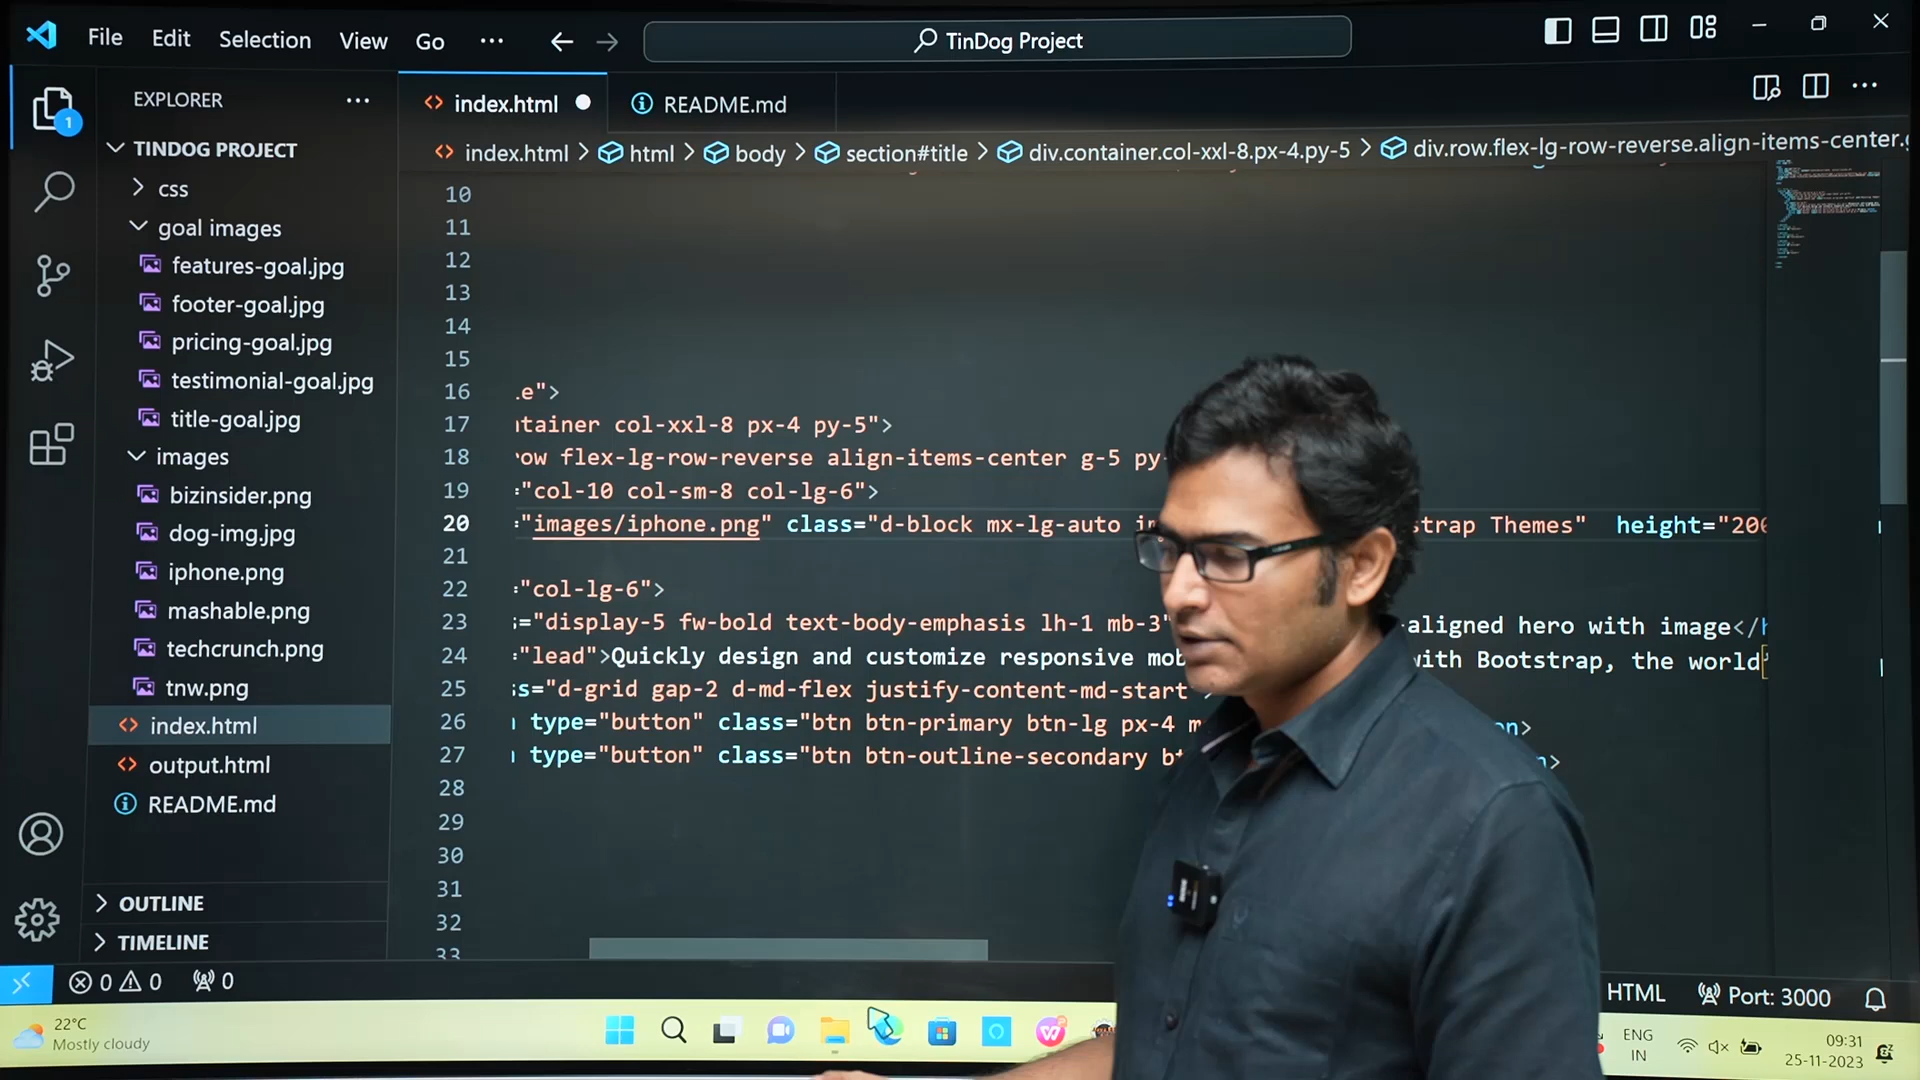 File Edit Selection View Go ...
TinDog Project
EXPLORER
index.html
README.md
index.html > html > body > section#title > div.container.col-xxl-8.px-4.py-5 > div.row.flex-lg-row-reverse.align-items-center.
1
TINDOG PROJECT
css
goal images
features-goal.jpg
footer-goal.jpg
pricing-goal.jpg
testimonial-goal.jpg
title-goal.jpg
images
bizinsider.png
dog-img.jpg
iphone.png
mashable.png
techcrunch.png
tnw.png
index.html
output.html
README.md
OUTLINE
TIMELINE
10
11
12
13
14
15
16 .e">
17 tainer col-xxl-8 px-4 py-5">
18 ow flex-lg-row-reverse align-items-center g-5 py-
19 ="col-10 col-sm-8 col-lg-6">
20 ="images/iphone.png" class="d-block mx-lg-auto strap Themes" height="200
21
22 ="col-lg-6">
23 s="display-5 fw-bold text-body-emphasis lh-1 mb-3" aligned hero with image</h
24 ="lead">Quickly design and customize responsive mob with Bootstrap, the world
25 ss="d-grid gap-2 d-md-flex justify-content-md-start">
26 type="button" class="btn btn-primary btn-lg px-4 on>
27 type="button" class="btn btn-outline-secondary n>
28
29
30
31
32
33
0 0 0
HTML Port: 3000
22°C
Mostly cloudy
ENG
IN
09:31
25-11-2023